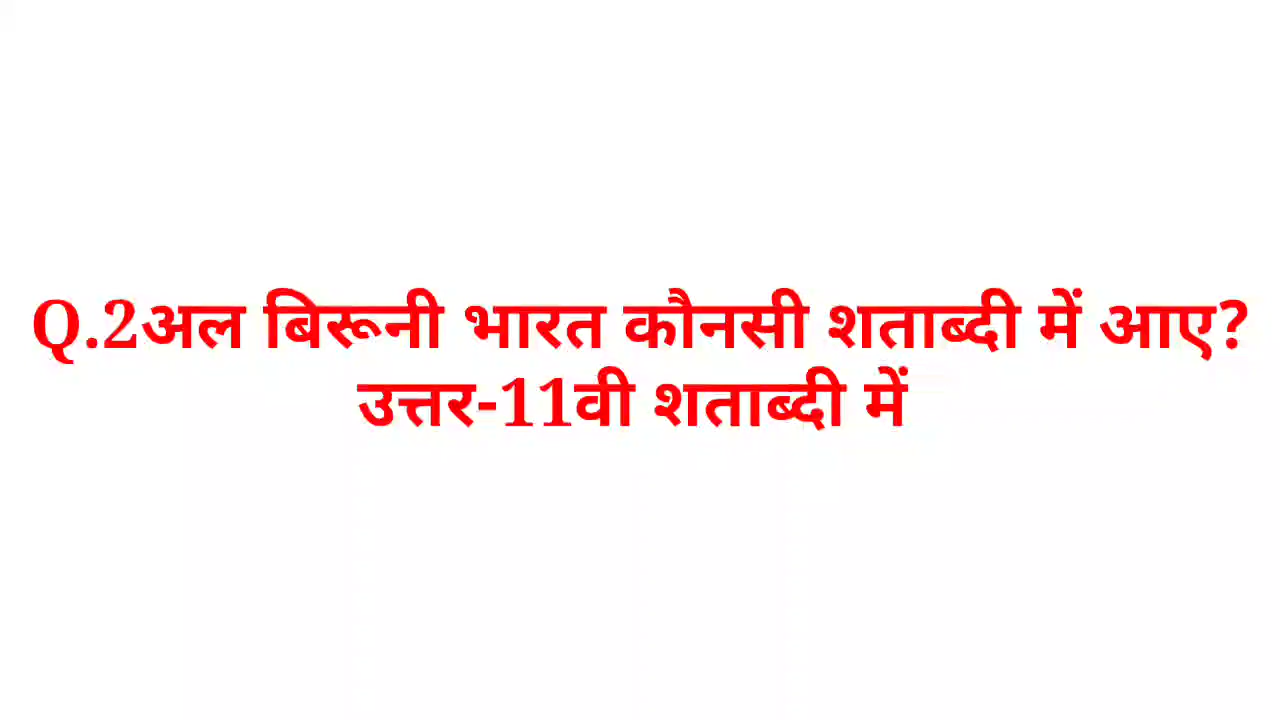 Q.2अल बिरूनी भारत कौनसी शताब्दी में आए?
उत्तर-11वी शताब्दी में